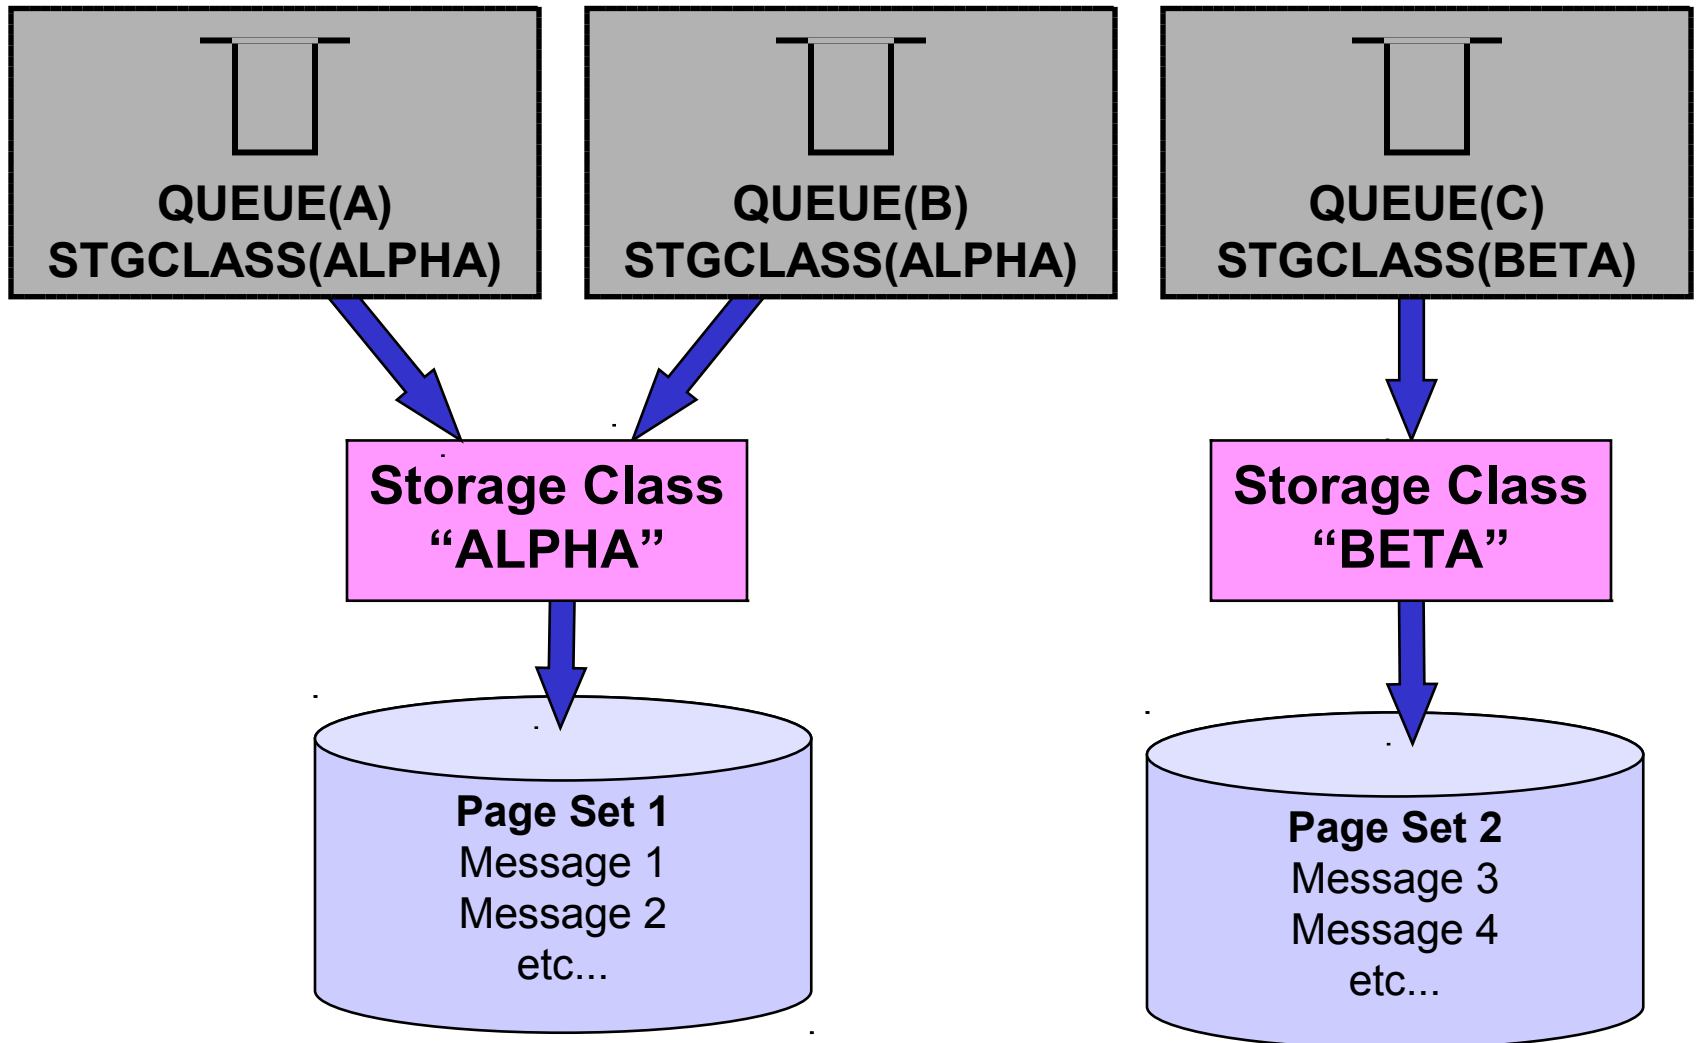 QUEUE(A)
STGCLASS(ALPHA)
QUEUE(B)
STGCLASS(ALPHA)
QUEUE(C)
STGCLASS(BETA)
Storage Class
“ALPHA”
Storage Class
“BETA”
Page Set 1
Message 1
Message 2
etc...
Page Set 2
Message 3
Message 4
etc...